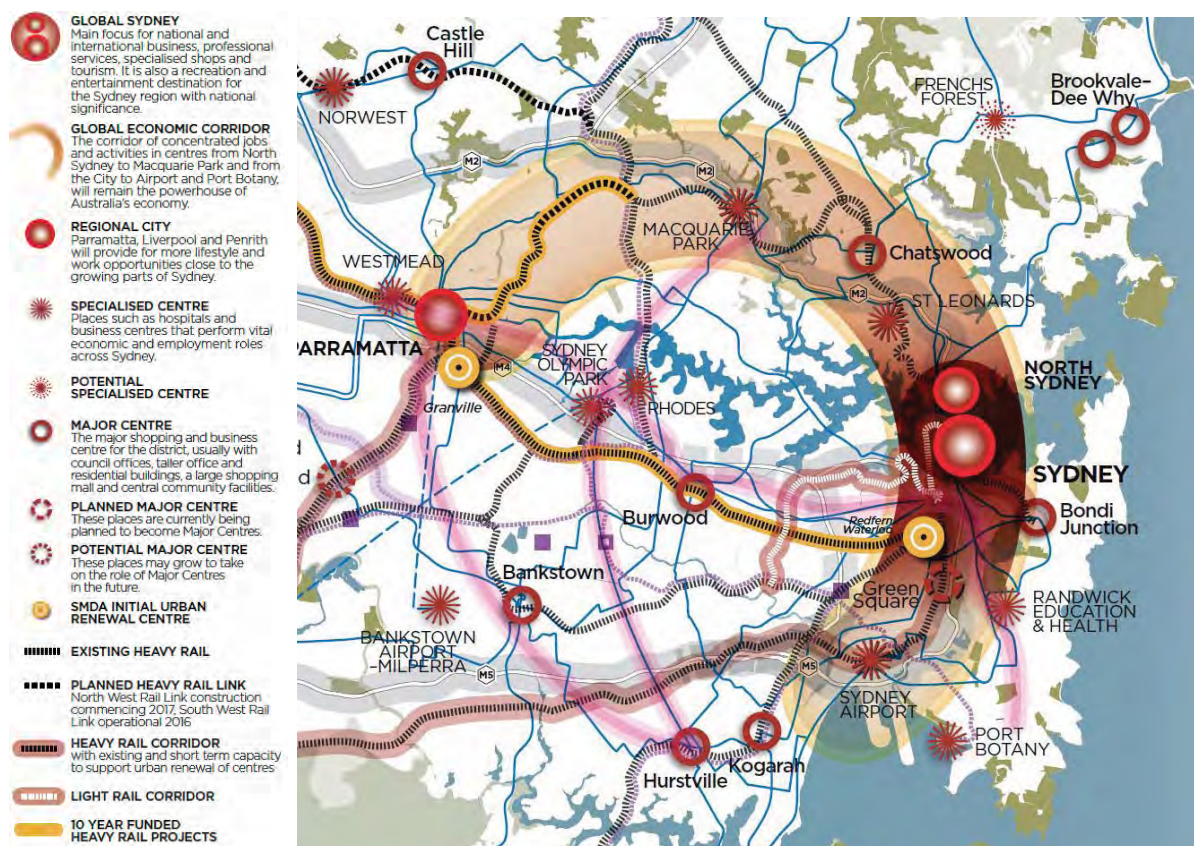 GLOBAL SYDNEY
Main focus for national and
international business, professional
services, specialised shops and
tourism. It is also a recreation and
entertainment destination for
the Sydney region with national
significance.
GLOBAL ECONOMIC CORRIDOR
The corridor of concentrated jobs
and activities in centres from North
Sydney to Macquarie Park and from
the City to Airport and Port Botany,
will remain the powerhouse of
Australia's economy.
REGIONAL CITY
Parramatta, Liverpool and Penrith
will provide for more lifestyle and
work opportunities close to the
growing parts of Sydney.
SPECIALISED CENTRE
Places such as hospitals and
business centres that perform vital
economic and employment roles
across Sydney.
POTENTIAL
SPECIALISED CENTRE
MAJOR CENTRE
The major shopping and business
centre for the district, usually with
council offices, taller office and
residential buildings, a large shopping
mall and central community facilities.
PLANNED MAJOR CENTRE
These places are currently being
planned to become Major Centres.
POTENTIAL MAJOR CENTRE
These places may grow to take
on the role of Major Centres
in the future.
SMDA INITIAL URBAN
RENEWAL CENTRE
EXISTING HEAVY RAIL
PLANNED HEAVY RAIL LINK
North West Rail Link construction
commencing 2017, South West Rail
Link operational 2016
HEAVY RAIL CORRIDOR
with existing and short term capacity
to support urban renewal of centres
LIGHT RAIL CORRIDOR
10 YEAR FUNDED
HEAVY RAIL PROJECTS
Castle
Hill
NORWEST
FRENCHS
FOREST
Brookvale–
Dee Why
M2
M2
MACQUARIE
PARK
Chatswood
WESTMEAD
M2
ST LEONARDS
PARRAMATTA
M4
SYDNEY
OLYMPIC
PARK
NORTH
SYDNEY
Granville
RHODES
d
d
SYDNEY
Burwood
Redfern
Waterloo
Bondi
Junction
Bankstown
Green
Square
RANDWICK
EDUCATION
& HEALTH
BANKSTOWN
AIRPORT
–MILPERRA
M5
M5
SYDNEY
AIRPORT
PORT
BOTANY
Hurstville
Kogarah